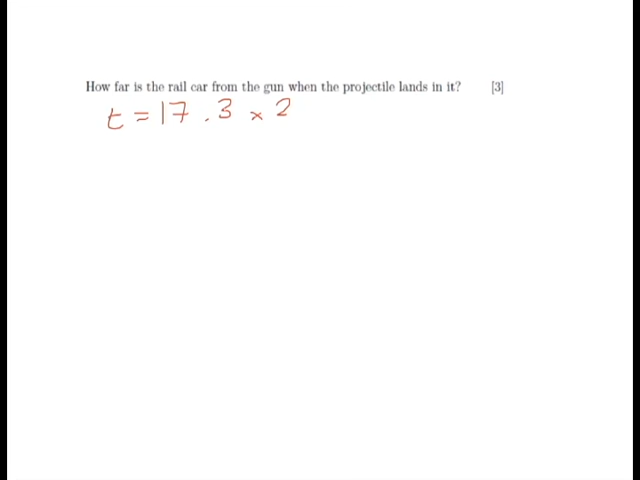 How far is the rail car from the gun when the projectile lands in it? [3]
t = 17.3 × 2